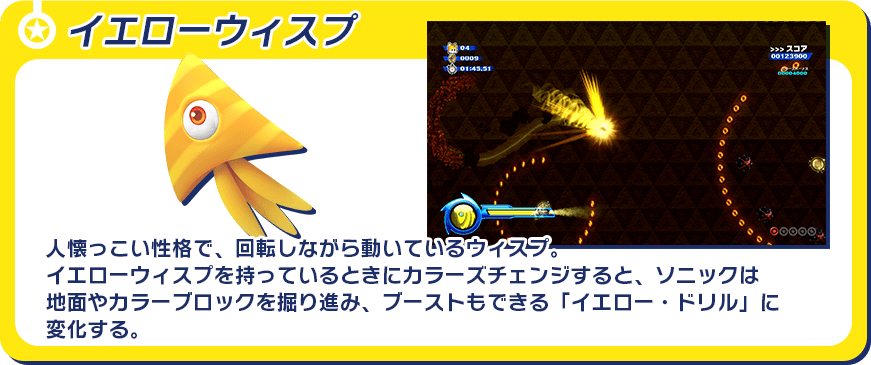 イエローウィスプ
04
0009
01:45.51
>>> スコア
00123900
人懐っこい性格で、回転しながら動いているウィスプ。
イエローウィスプを持っているときにカラーズチェンジすると、ソニックは
地面やカラーブロックを掘り進み、ブーストもできる「イエロー・ドリル」に
変化する。